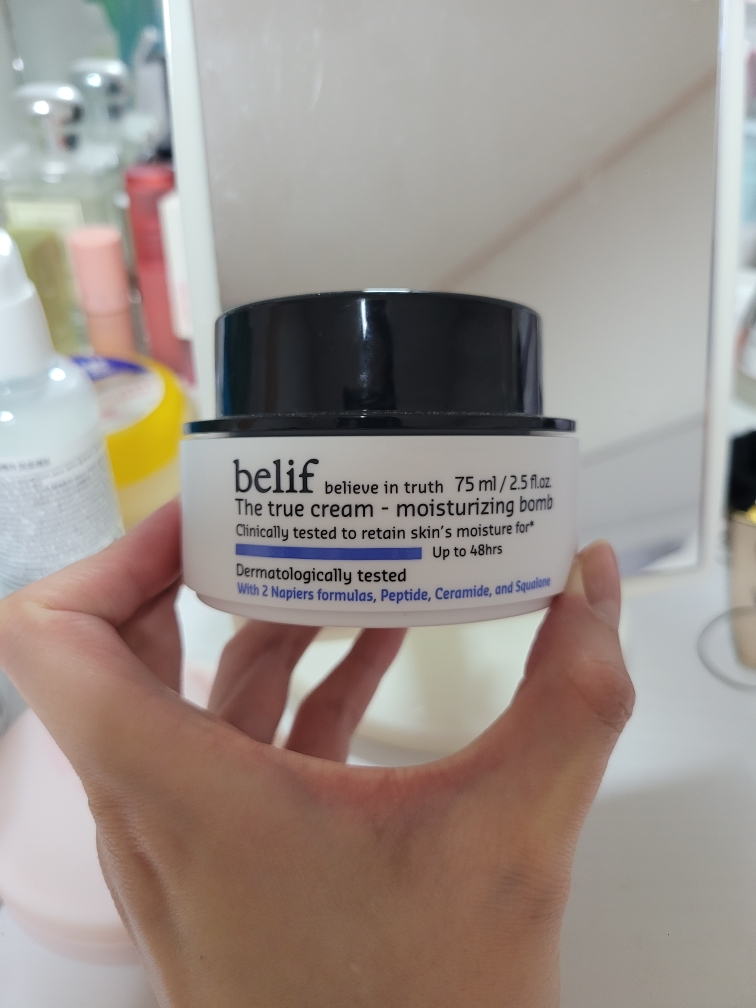 belif believe in truth 75 ml / 2.5 fl.oz.
The true cream - moisturizing bomb
Clinically tested to retain skin's moisture for*
Up to 48hrs
Dermatologically tested
With 2 Napiers formulas, Peptide, Ceramide, and Squalane